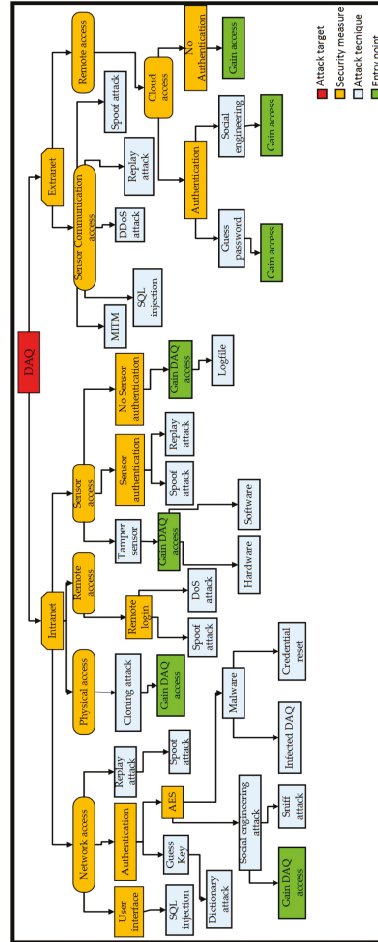 DAQ
Intranet
Extranet
Network access
Physical access
Remote
access
Sensor
access
Sensor Communication
access
Remote access
User
interface
Authentication
Replay
attack
Cloning attack
Remote
login
Tamper
sensor
Sensor
authentication
No Sensor
authentication
MITM
SQL
injection
DDoS
attack
Replay
attack
Spoof attack
Cloud
access
SQL
injection
Guess
Key
AES
Spoof
attack
Gain DAQ
access
Spoof
attack
DoS
attack
Gain DAQ
access
Spoof
attack
Replay
attack
Gain DAQ
access
Authentication
No
Authentication
Dictionary
attack
Social engineering
attack
Malware
Hardware
Software
Logfile
Guess
password
Social
engineering
Gain access
Gain DAQ
access
Sniff
attack
Infected DAQ
Credential
reset
Gain access
Gain access
Attack target
Security measure
Attack tecnique
Entry point